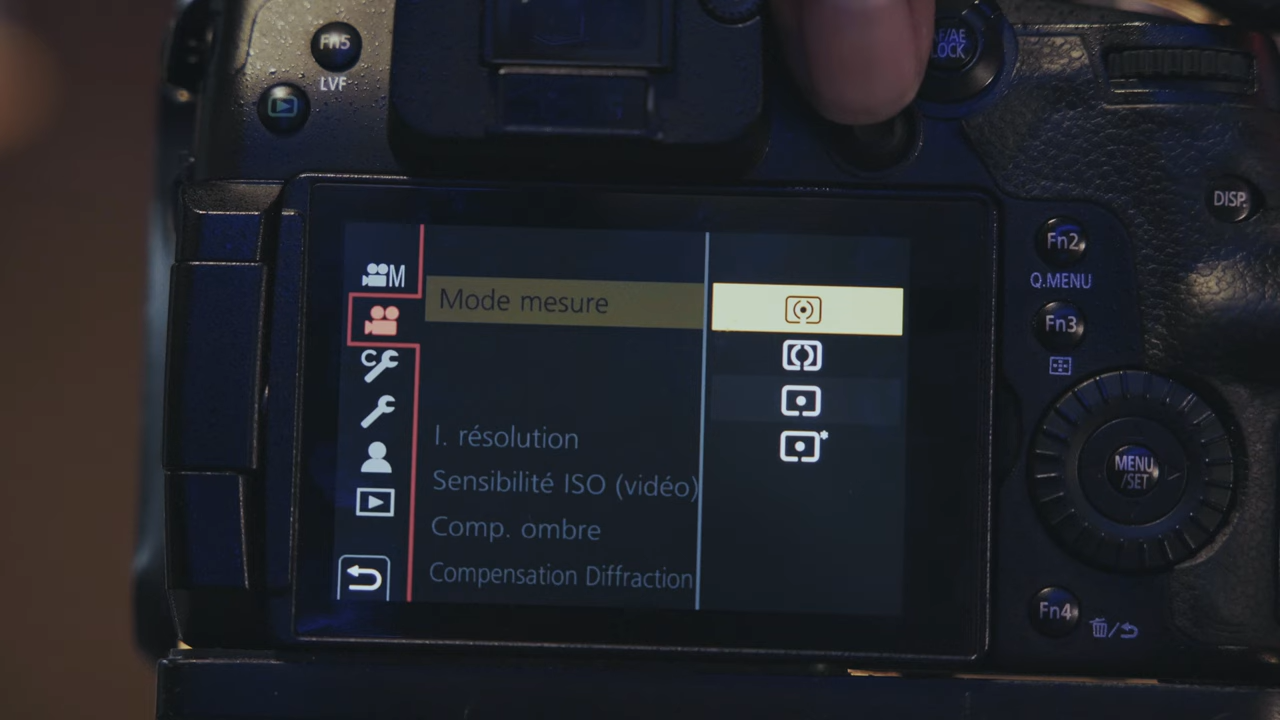 Fn5
LVF
F/AE
LOCK
DISP.
Fn2
Q.MENU
Fn3
M
Mode mesure
C
I. résolution
Sensibilité ISO (vidéo)
Comp. ombre
Compensation Diffraction
MENU
/SET
Fn4